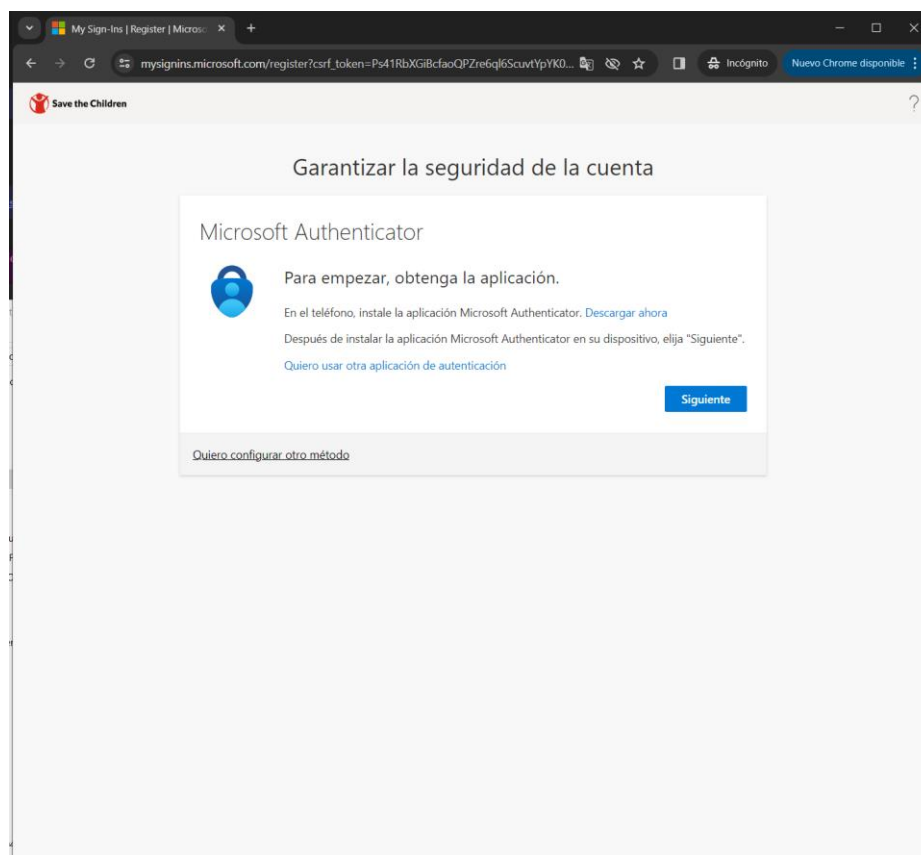 My Sign-Ins | Register | Microsc
mysignins.microsoft.com/register?csrf_token=Ps41RbXGiBcfaoQPZre6ql6ScuvtYpYK0...
Incógnito
Nuevo Chrome disponible
Save the Children
?
Garantizar la seguridad de la cuenta
Microsoft Authenticator
Para empezar, obtenga la aplicación.
En el teléfono, instale la aplicación Microsoft Authenticator. Descargar ahora
Después de instalar la aplicación Microsoft Authenticator en su dispositivo, elija "Siguiente".
Quiero usar otra aplicación de autenticación
Siguiente
Quiero configurar otro método